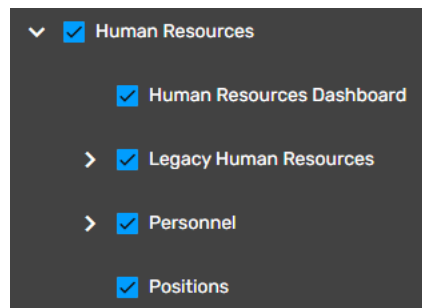 Human Resources
Human Resources Dashboard
Legacy Human Resources
Personnel
Positions